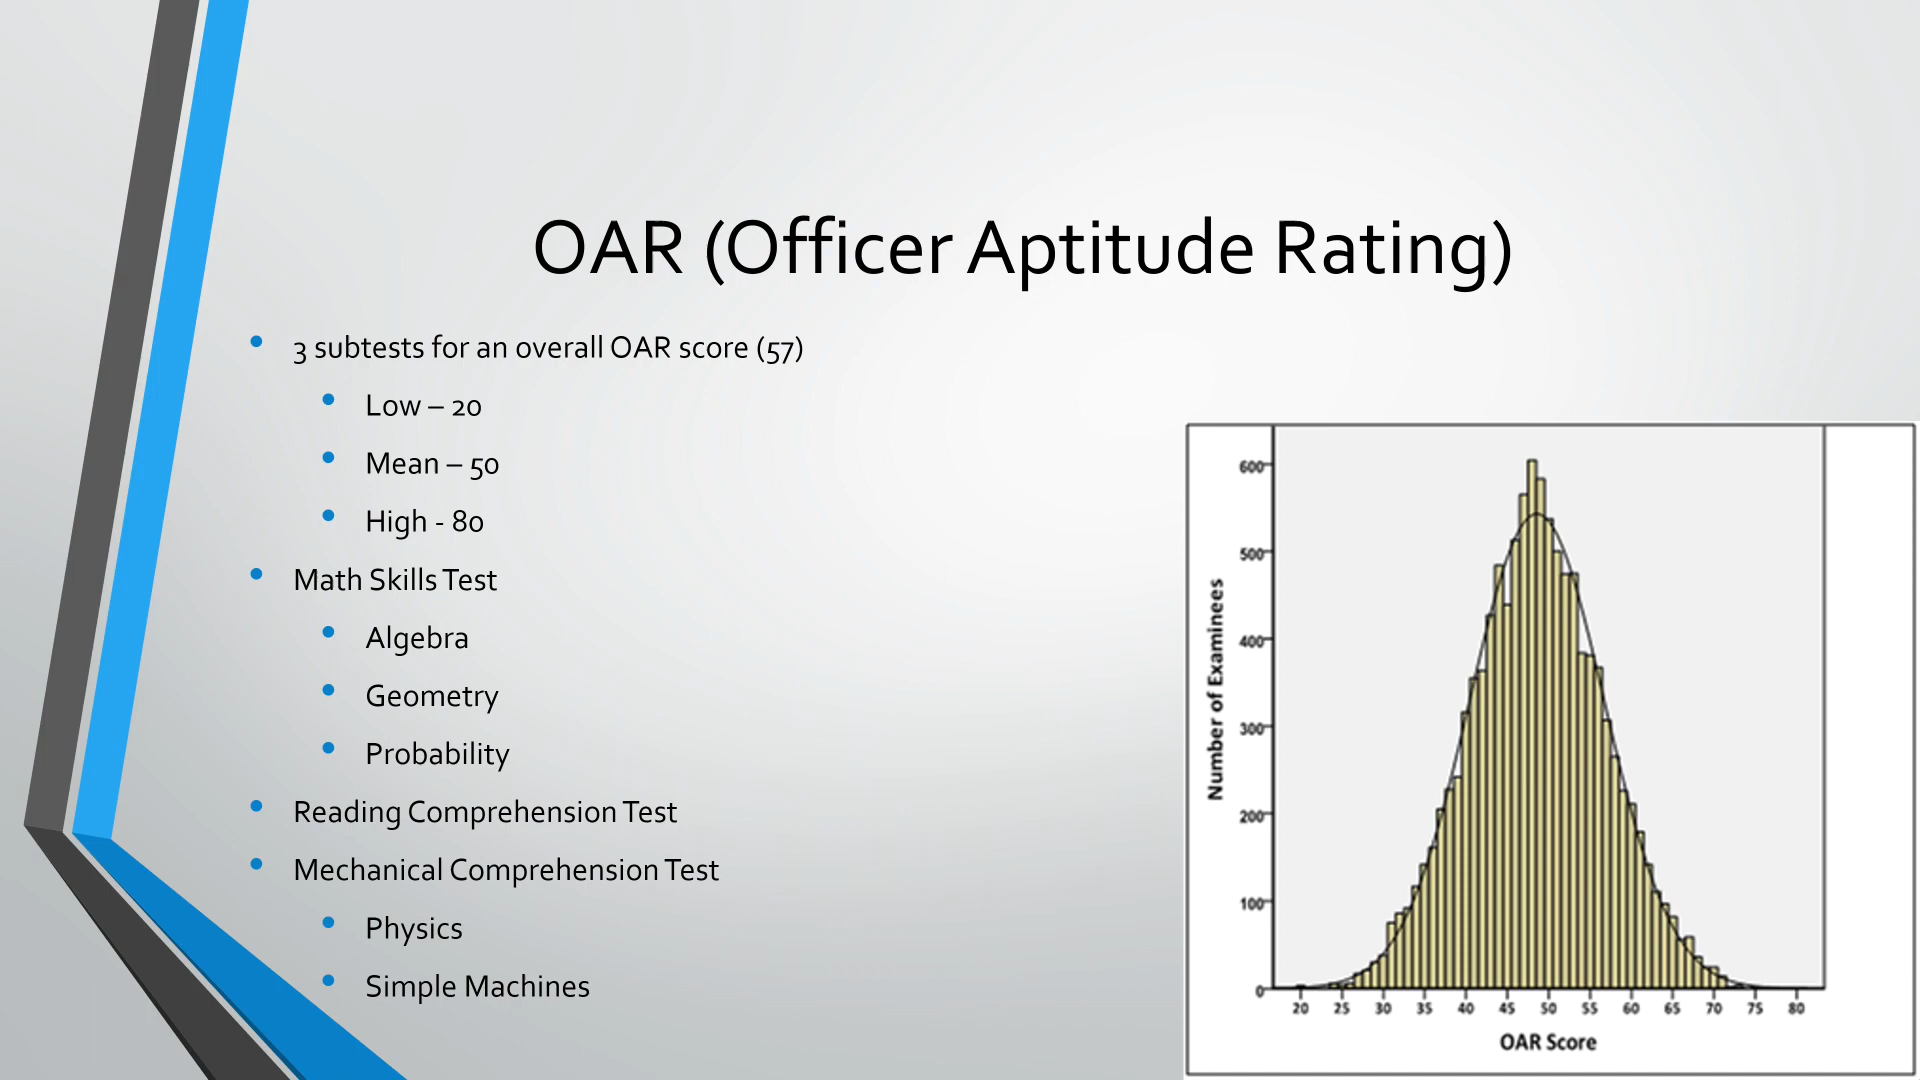 OAR (Officer Aptitude Rating)
3 subtests for an overall OAR score (57)
Low – 20
Mean – 50
High - 80
Math Skills Test
Algebra
Geometry
Probability
Reading Comprehension Test
Mechanical Comprehension Test
Physics
Simple Machines
Number of Examinees
600
500
400
300
200
100
0
20 25 30 35 40 45 50 55 60 65 70 75 80
OAR Score